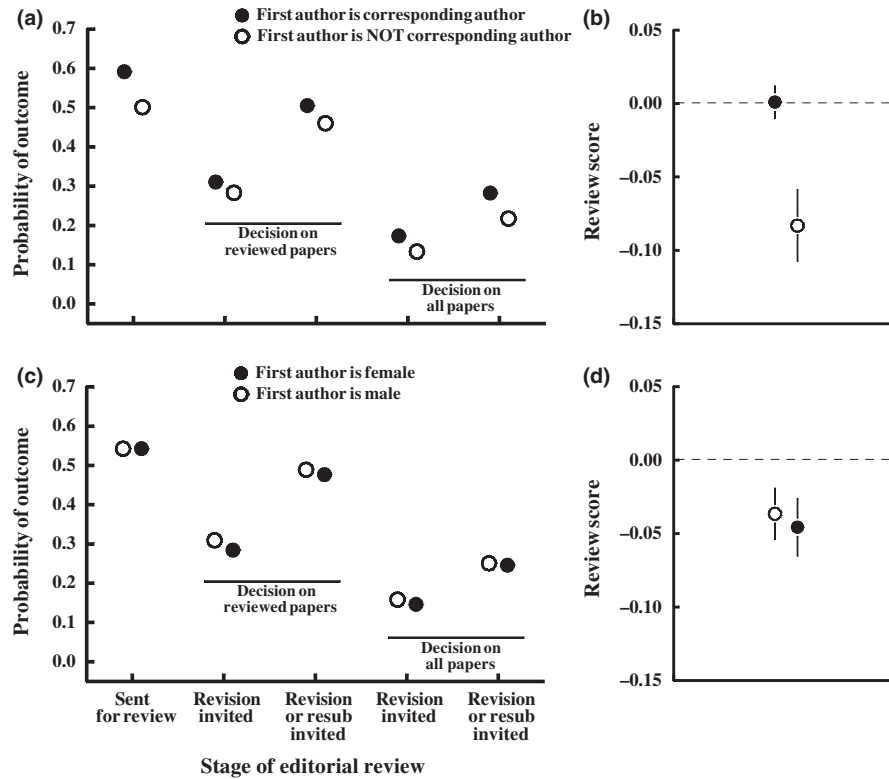 (a)
First author is corresponding author
First author is NOT corresponding author
Probability of outcome
0.7
0.6
0.5
0.4
0.3
0.2
0.1
0.0
Decision on
reviewed papers
Decision on
all papers
(b)
Review score
0.05
0.00
–0.05
–0.10
–0.15
(c)
First author is female
First author is male
Probability of outcome
0.7
0.6
0.5
0.4
0.3
0.2
0.1
0.0
Decision on
reviewed papers
Decision on
all papers
Sent
for review
Revision
invited
Revision
or resub
invited
Revision
invited
Revision
or resub
invited
Stage of editorial review
(d)
Review score
0.05
0.00
–0.05
–0.10
–0.15